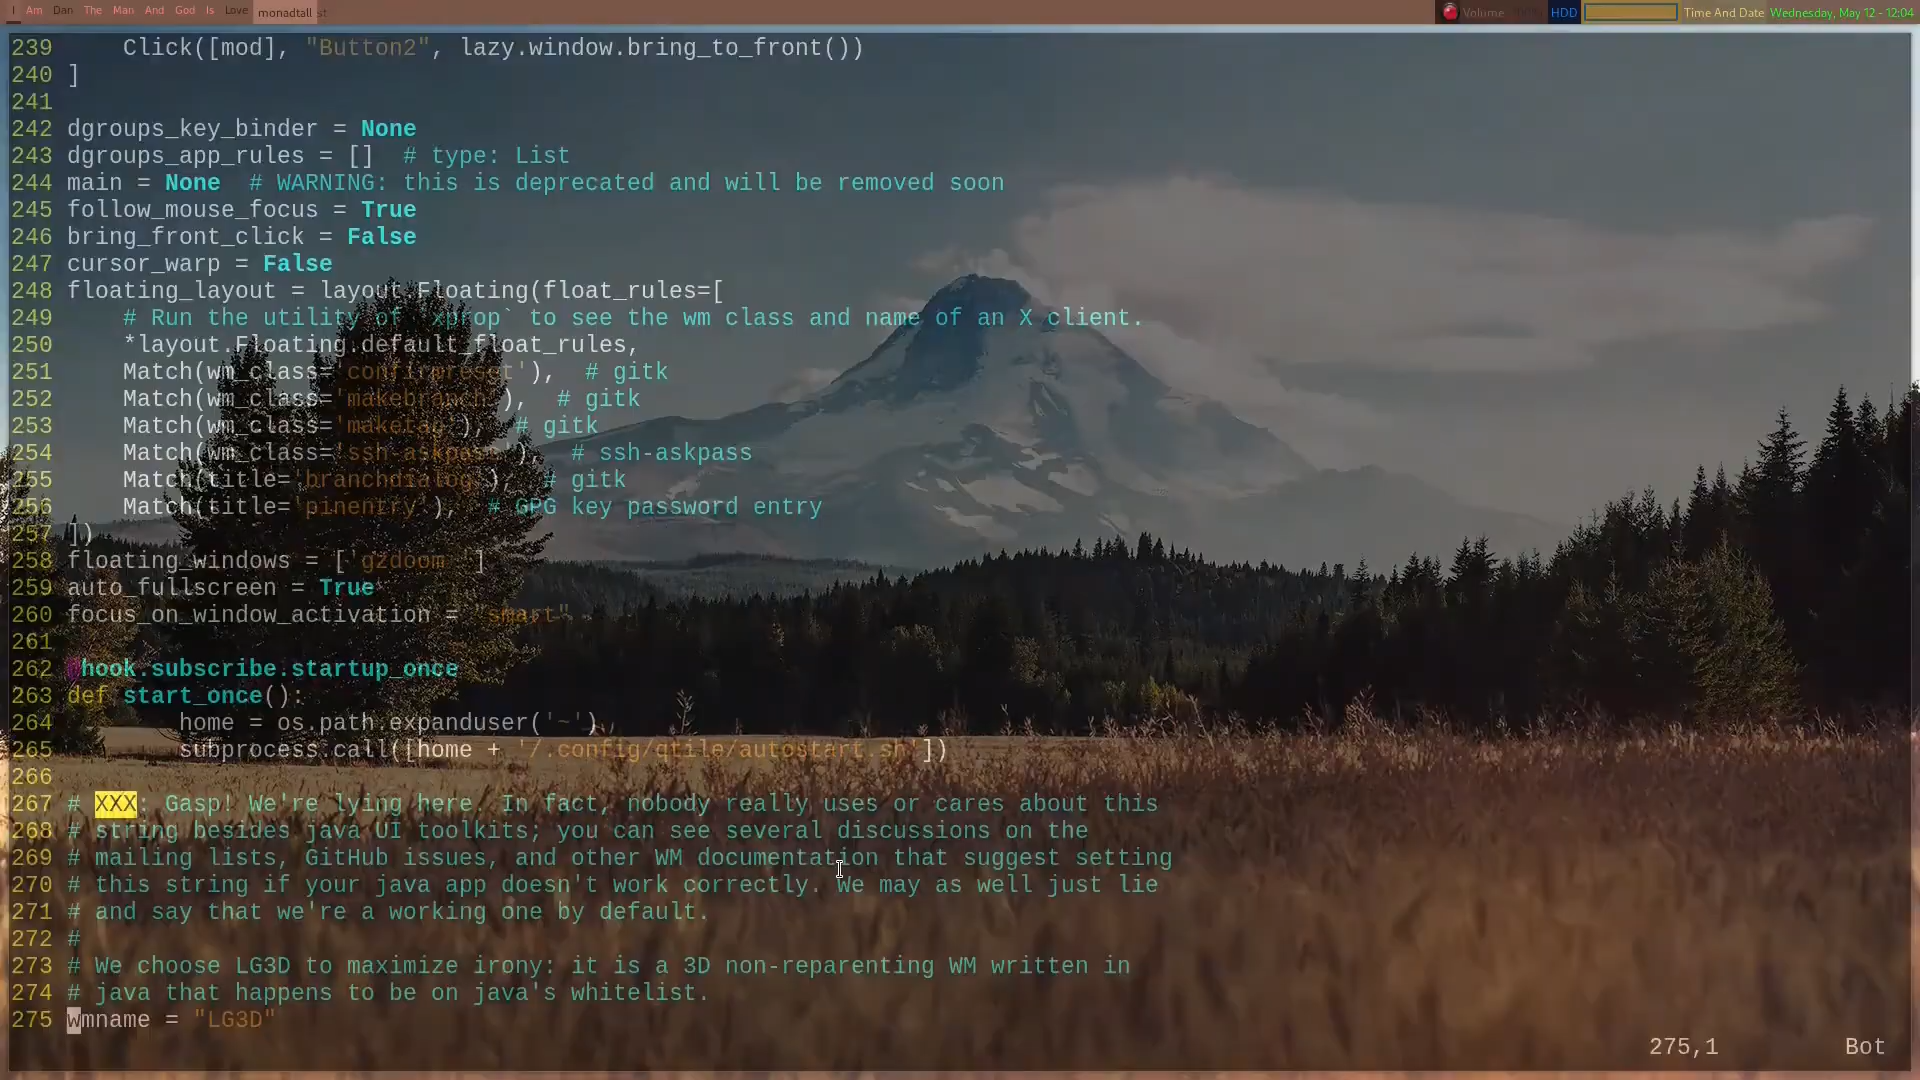 I Am Dan The Man And God Is Love monadtall
Volume HDD Time And Date Wednesday, May 12 - 12:04
239     Click([mod], "Button2", lazy.window.bring_to_front())
240 ]
241
242 dgroups_key_binder = None
243 dgroups_app_rules = []  # type: List
244 main = None  # WARNING: this is deprecated and will be removed soon
245 follow_mouse_focus = True
246 bring_front_click = False
247 cursor_warp = False
248 floating_layout = layout.Floating(float_rules=[
249     # Run the utility of `xprop` to see the wm class and name of an X client.
250     *layout.Floating.default_float_rules,
251     Match(wm_class='confirmreset'),  # gitk
252     Match(wm_class='makebranch'),  # gitk
253     Match(wm_class='maketag'),  # gitk
254     Match(wm_class='ssh-askpass'),  # ssh-askpass
255     Match(title='branchdialog'),  # gitk
256     Match(title='pinentry'),  # GPG key password entry
257 ])
258 floating_windows = ['gzdoom ']
259 auto_fullscreen = True
260 focus_on_window_activation = "smart"
261
262 @hook.subscribe.startup_once
263 def start_once():
264         home = os.path.expanduser('~')
265         subprocess.call([home + '/.config/qtile/autostart.sh'])
266
267 # XXX: Gasp! We're lying here. In fact, nobody really uses or cares about this
268 # string besides java UI toolkits; you can see several discussions on the
269 # mailing lists, GitHub issues, and other WM documentation that suggest setting
270 # this string if your java app doesn't work correctly. We may as well just lie
271 # and say that we're a working one by default.
272 #
273 # We choose LG3D to maximize irony: it is a 3D non-reparenting WM written in
274 # java that happens to be on java's whitelist.
275 wmname = "LG3D"
275,1 Bot